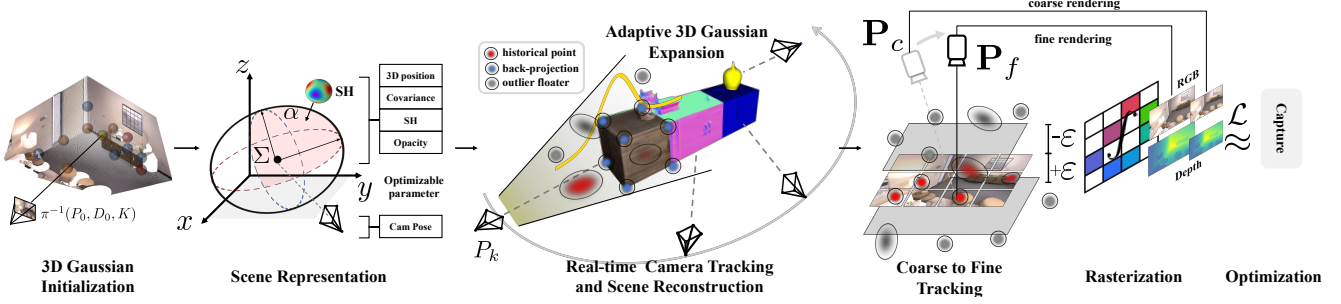 coarse rendering
fine rendering
P_c
P_f
Adaptive 3D Gaussian
Expansion
historical point
back-projection
outlier floater
z
SH
α
Σ
y
x
3D position
Covariance
SH
Opacity
Optimizable
parameter
Cam Pose
π⁻¹(P₀, D₀, K)
P_k
-ε
+ε
RGB
∫
Depth
ℒ
≈
Capture
3D Gaussian
Initialization
Scene Representation
Real-time Camera Tracking
and Scene Reconstruction
Coarse to Fine
Tracking
Rasterization
Optimization